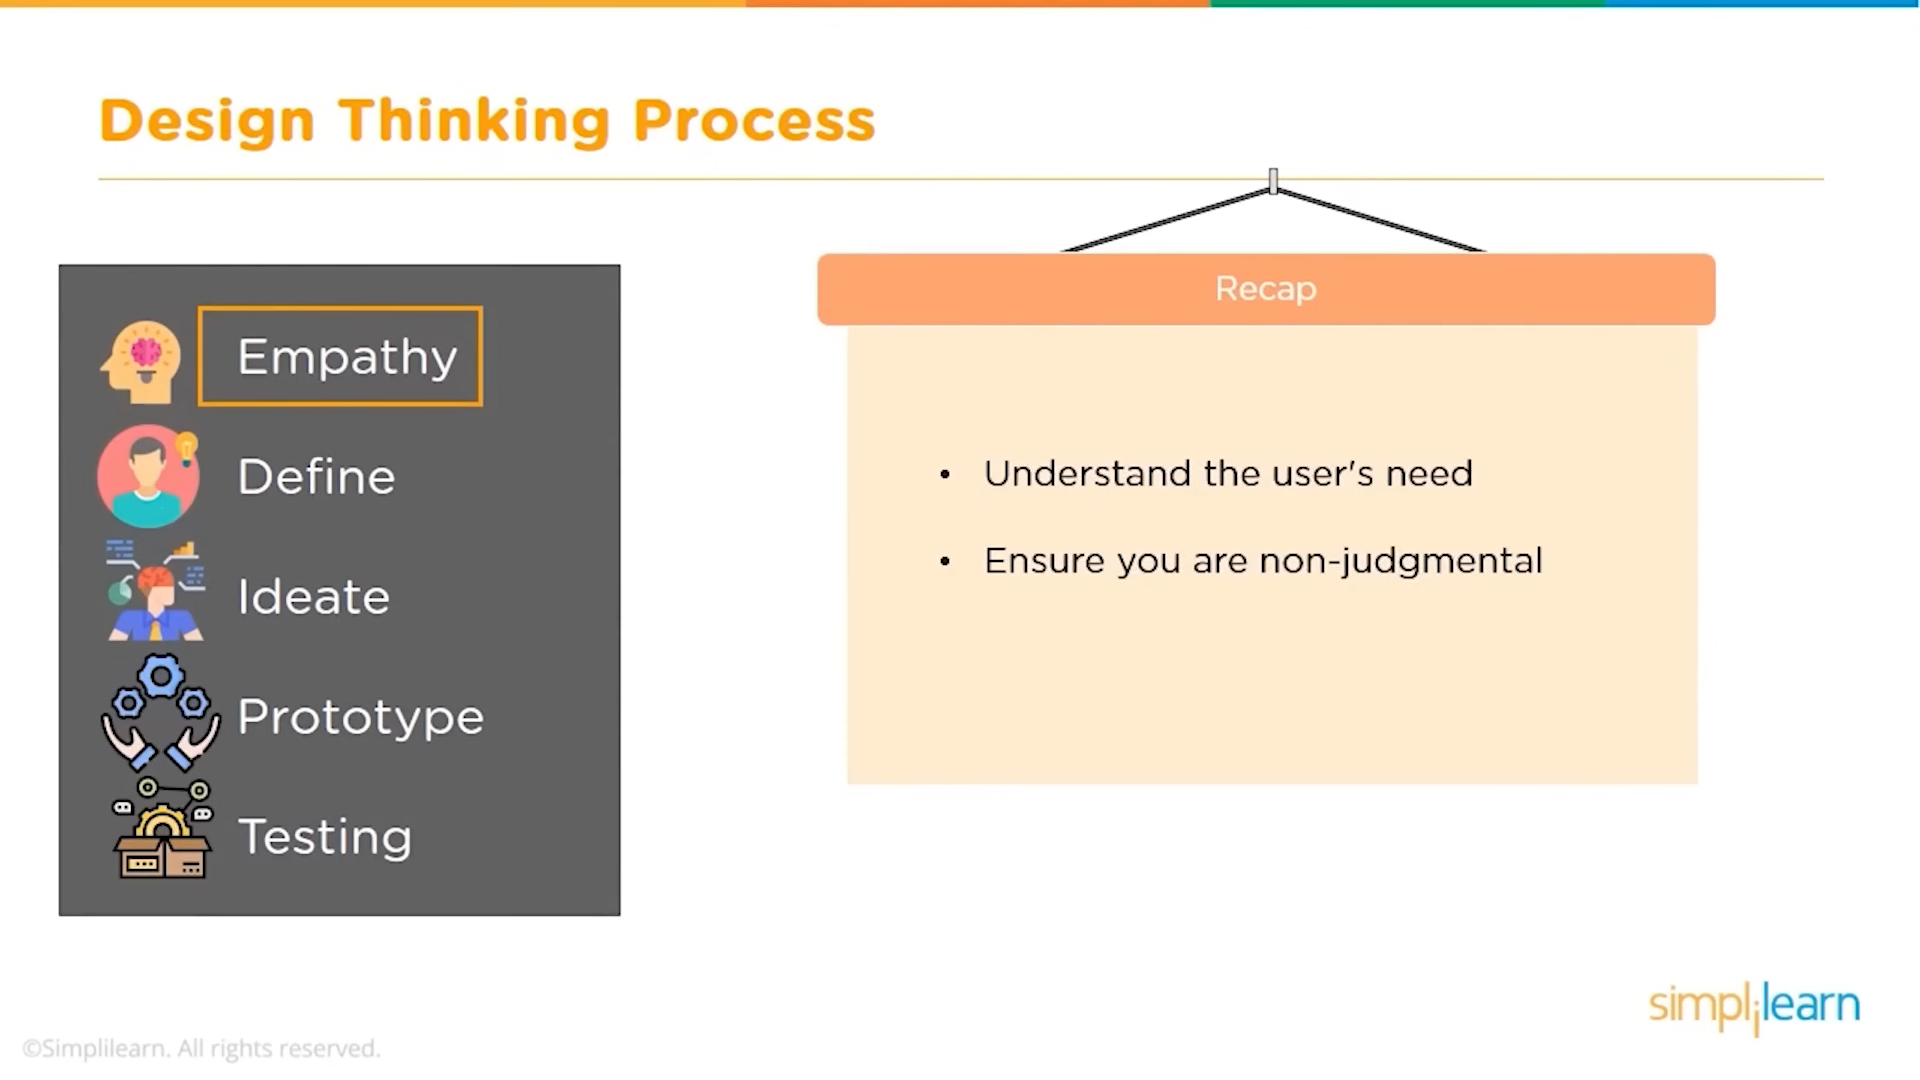 Design Thinking Process
Empathy
Define
Ideate
Prototype
Testing
Recap
• Understand the user's need
• Ensure you are non-judgmental
simplilearn
©Simplilearn. All rights reserved.